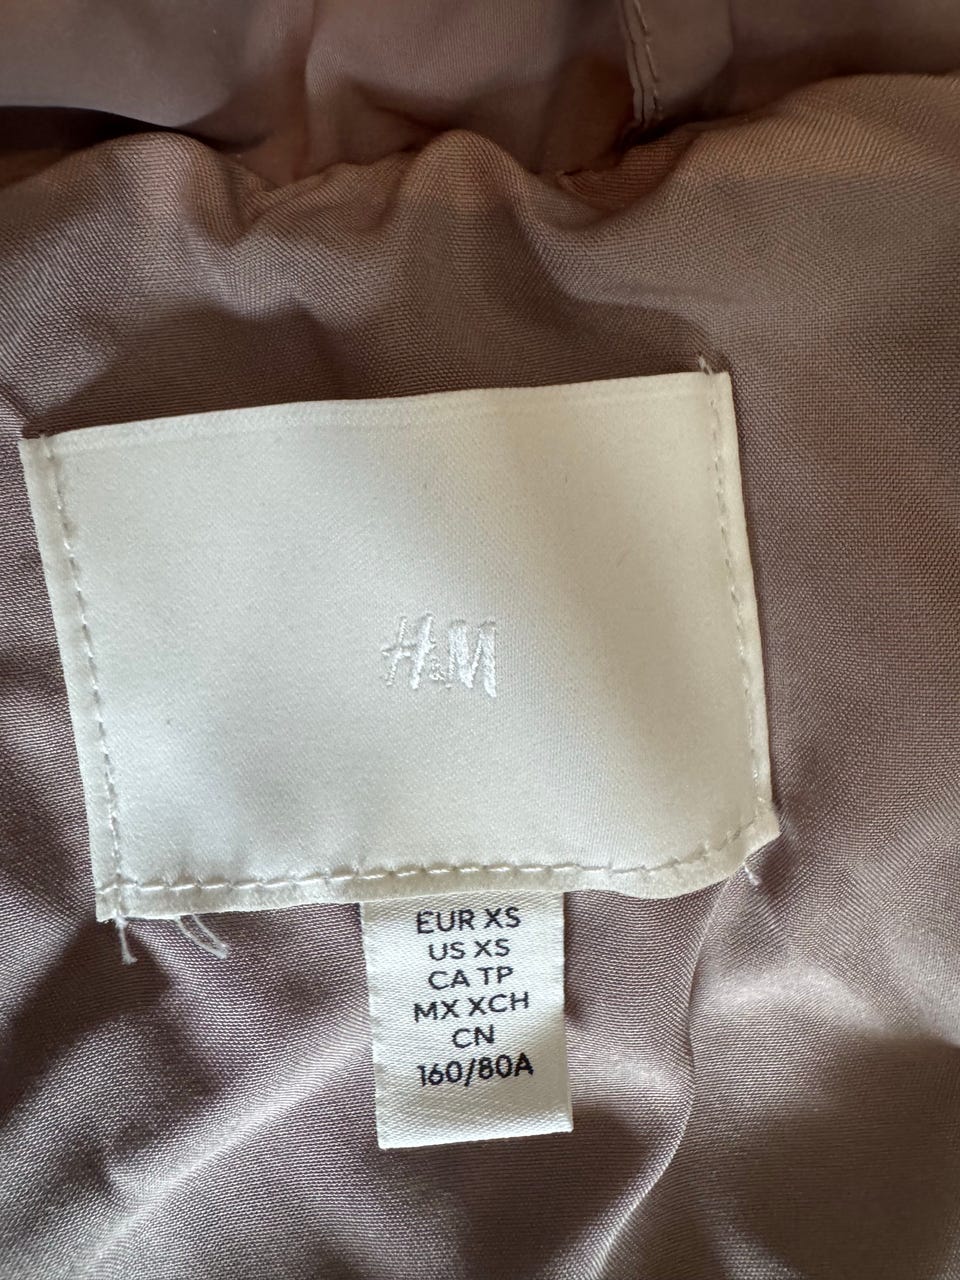 H&M
EUR XS
US XS
CA TP
MX XCH
CN
160/80A